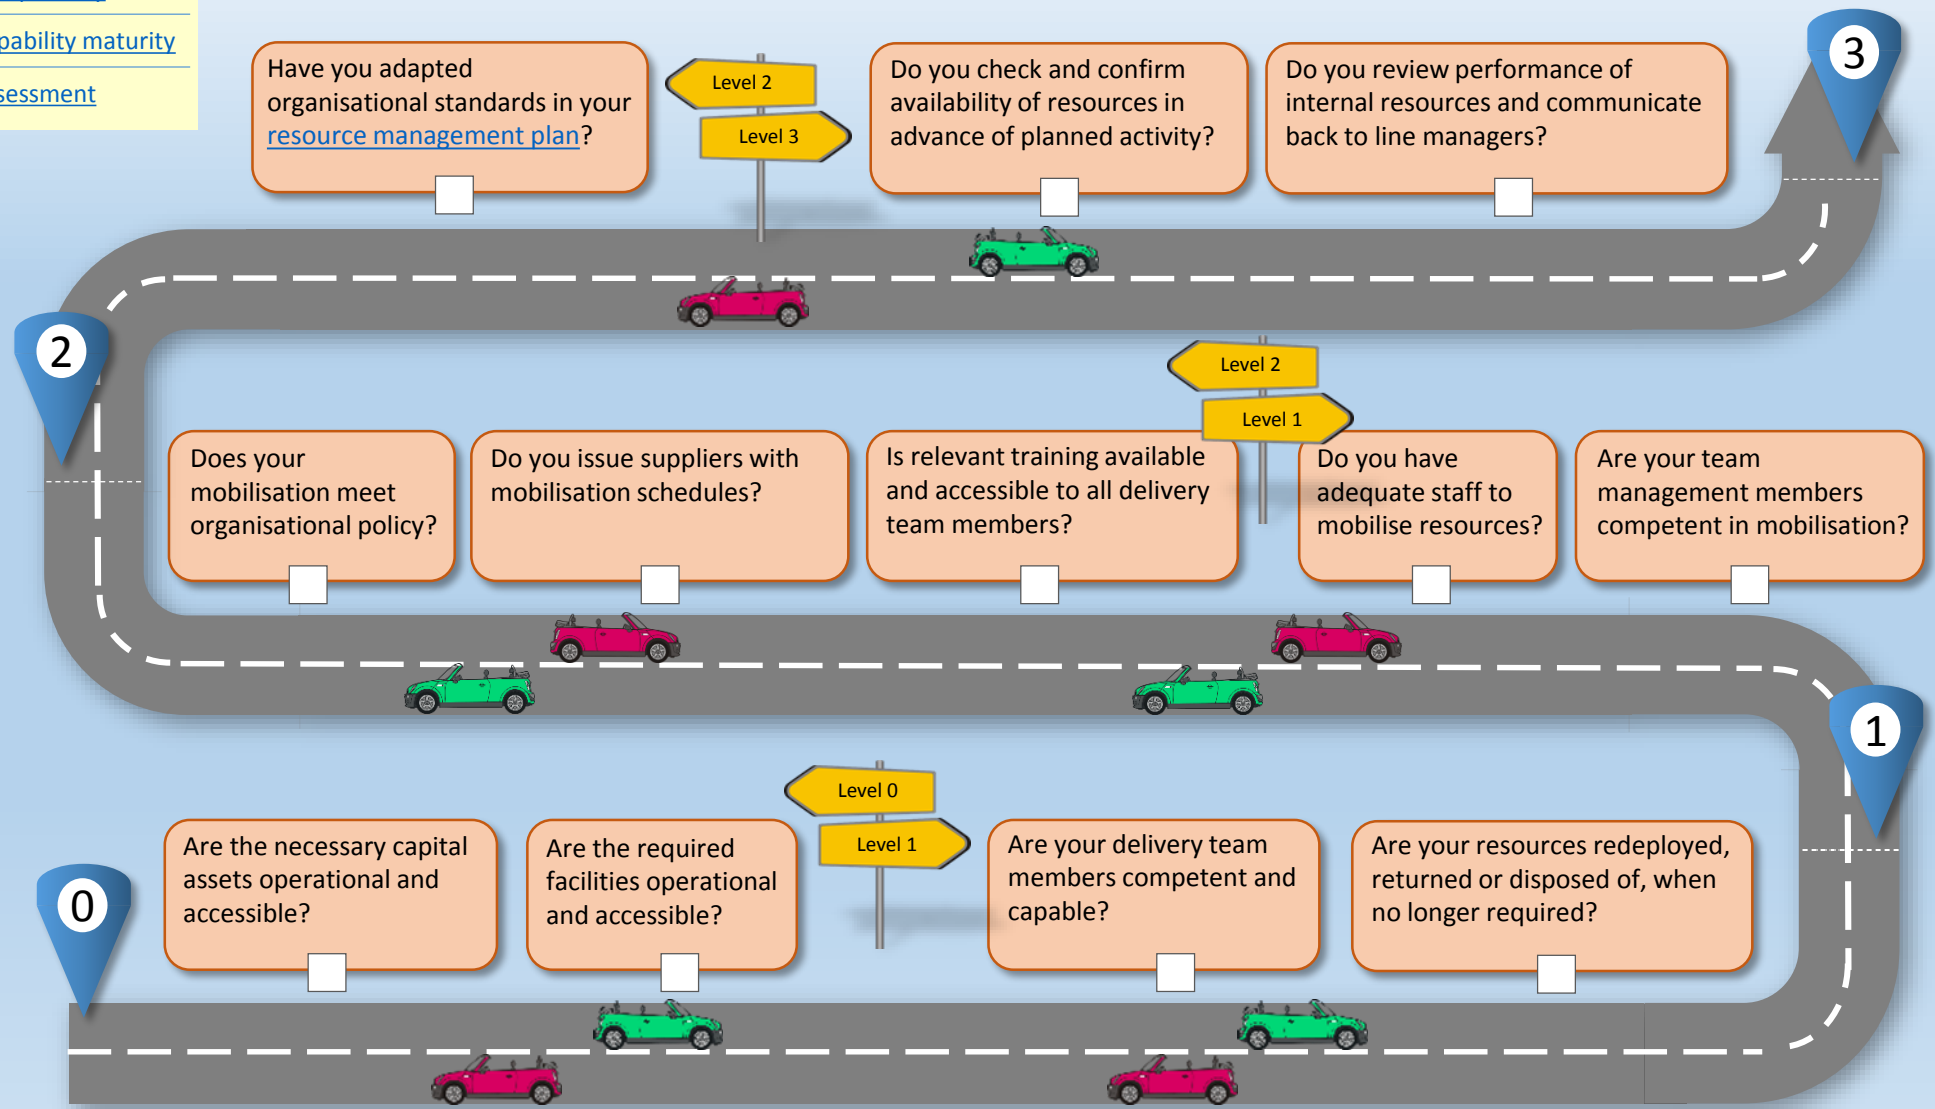 pability maturity
sessment
3
Have you adapted
organisational standards in your
resource management plan?
Level 2
Level 3
Do you check and confirm
availability of resources in
advance of planned activity?
Do you review performance of
internal resources and communicate
back to line managers?
2
Level 2
Level 1
Does your
mobilisation meet
organisational policy?
Do you issue suppliers with
mobilisation schedules?
Is relevant training available
and accessible to all delivery
team members?
Do you have
adequate staff to
mobilise resources?
Are your team
management members
competent in mobilisation?
1
Level 0
Level 1
0
Are the necessary capital
assets operational and
accessible?
Are the required
facilities operational
and accessible?
Are your delivery team
members competent and
capable?
Are your resources redeployed,
returned or disposed of, when
no longer required?